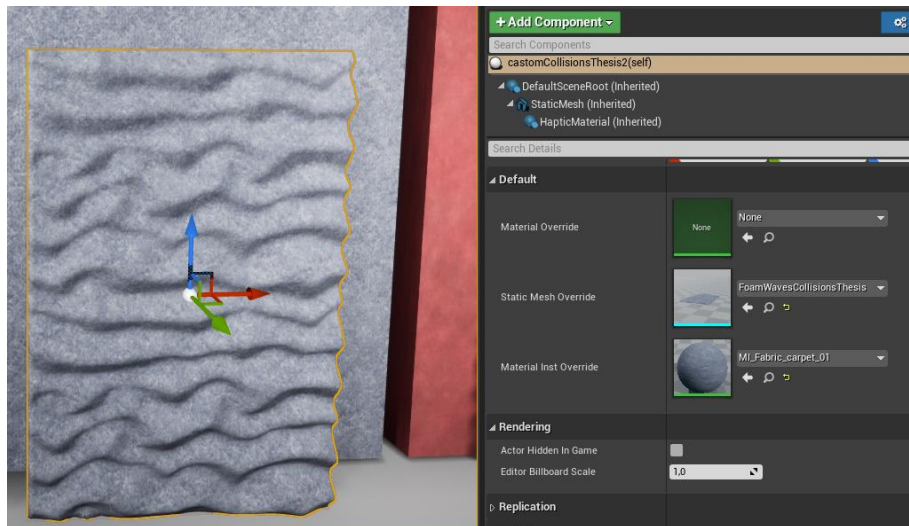 + Add Component
Search Components
castomCollisionsThesis2(self)
DefaultSceneRoot (Inherited)
StaticMesh (Inherited)
HapticMaterial (Inherited)
Search Details
Default
Material Override
None
None
Static Mesh Override
FoamWavesCollisionsThesis
Material Inst Override
MI_Fabric_carpet_01
Rendering
Actor Hidden In Game
Editor Billboard Scale
1,0
Replication